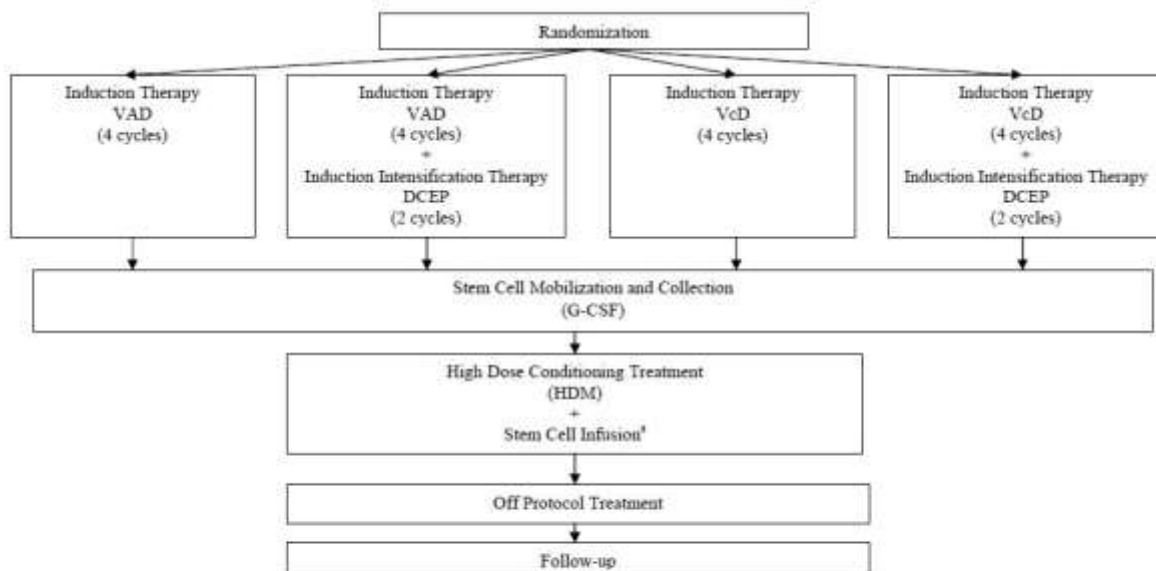 Randomization
Induction Therapy
VAD
(4 cycles)
Induction Therapy
VAD
(4 cycles)
+
Induction Intensification Therapy
DCEP
(2 cycles)
Induction Therapy
VcD
(4 cycles)
Induction Therapy
VcD
(4 cycles)
+
Induction Intensification Therapy
DCEP
(2 cycles)
Stem Cell Mobilization and Collection
(G-CSF)
High Dose Conditioning Treatment
(HDM)
+
Stem Cell Infusionª
Off Protocol Treatment
Follow-up